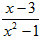 x − 3
x² − 1